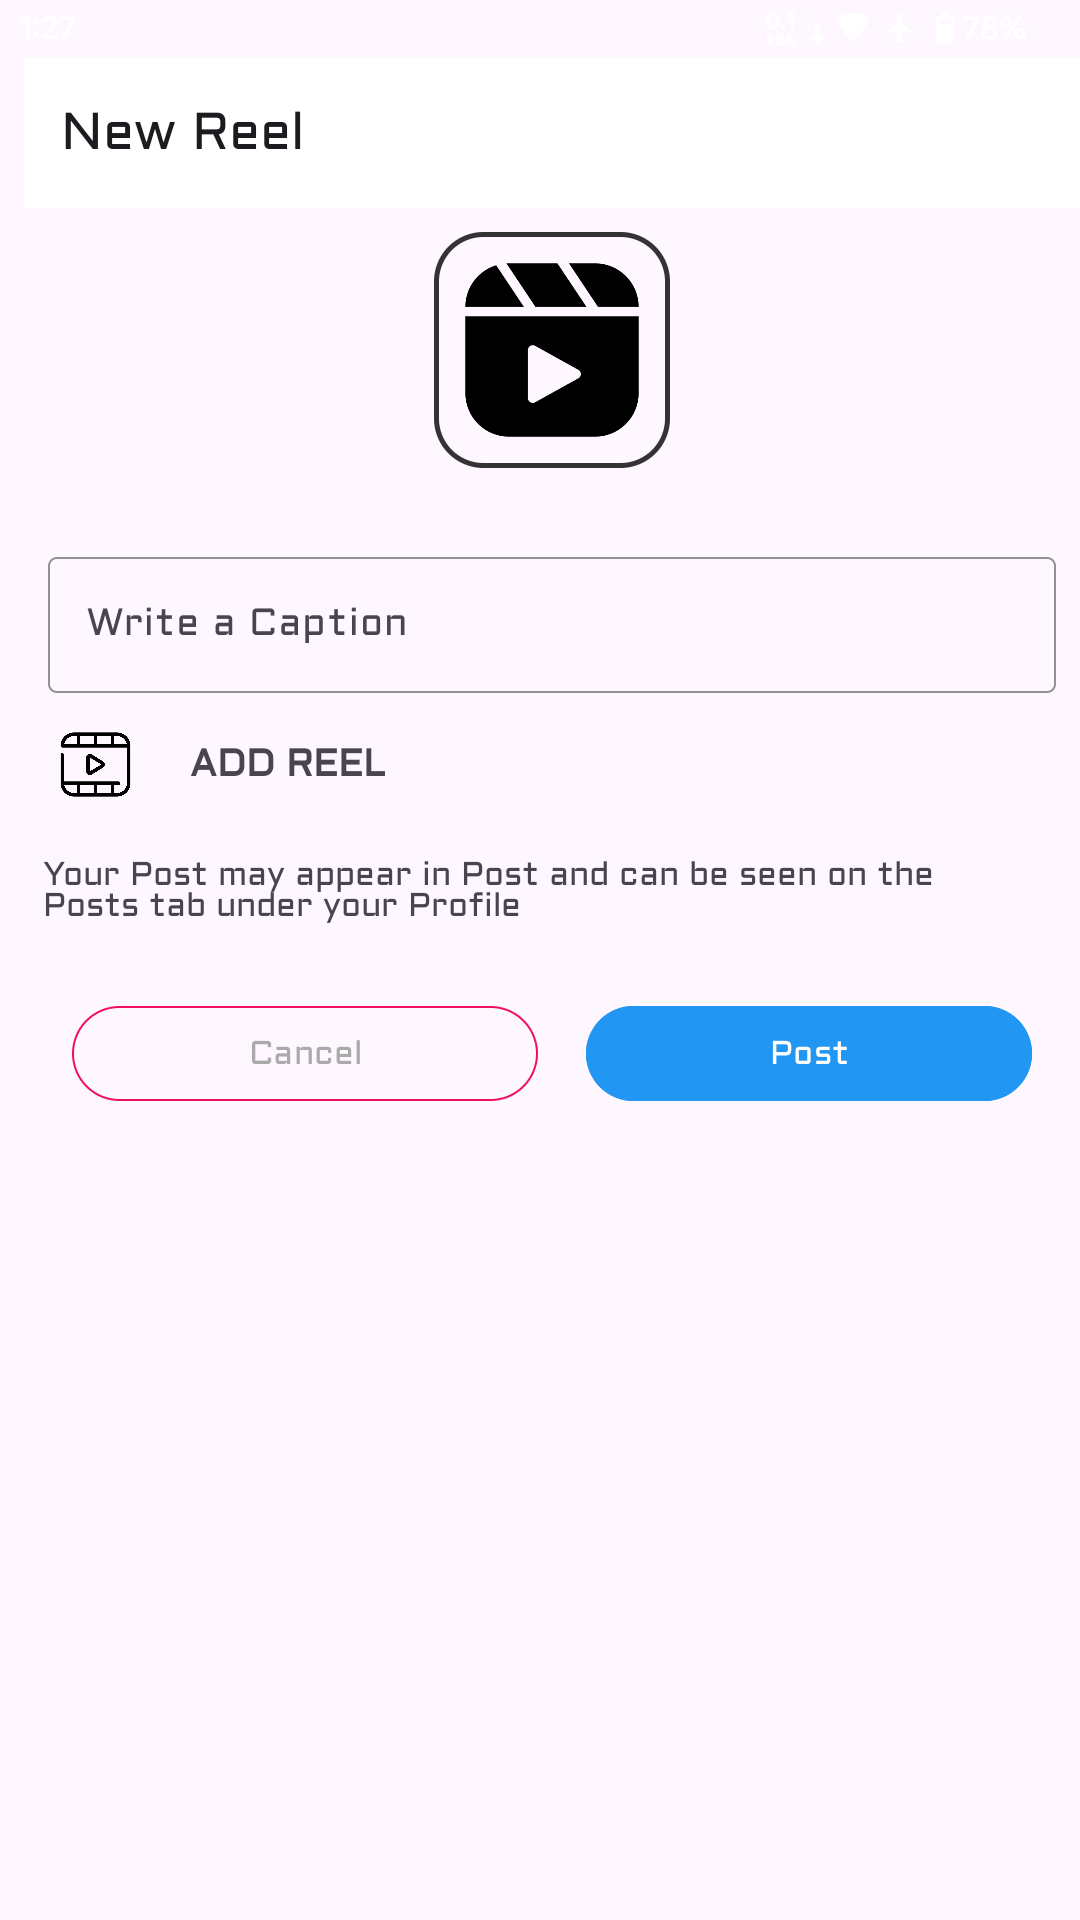 1:27
78%
New Reel
Write a Caption
ADD REEL
Your Post may appear in Post and can be seen on the
Posts tab under your Profile
Cancel
Post